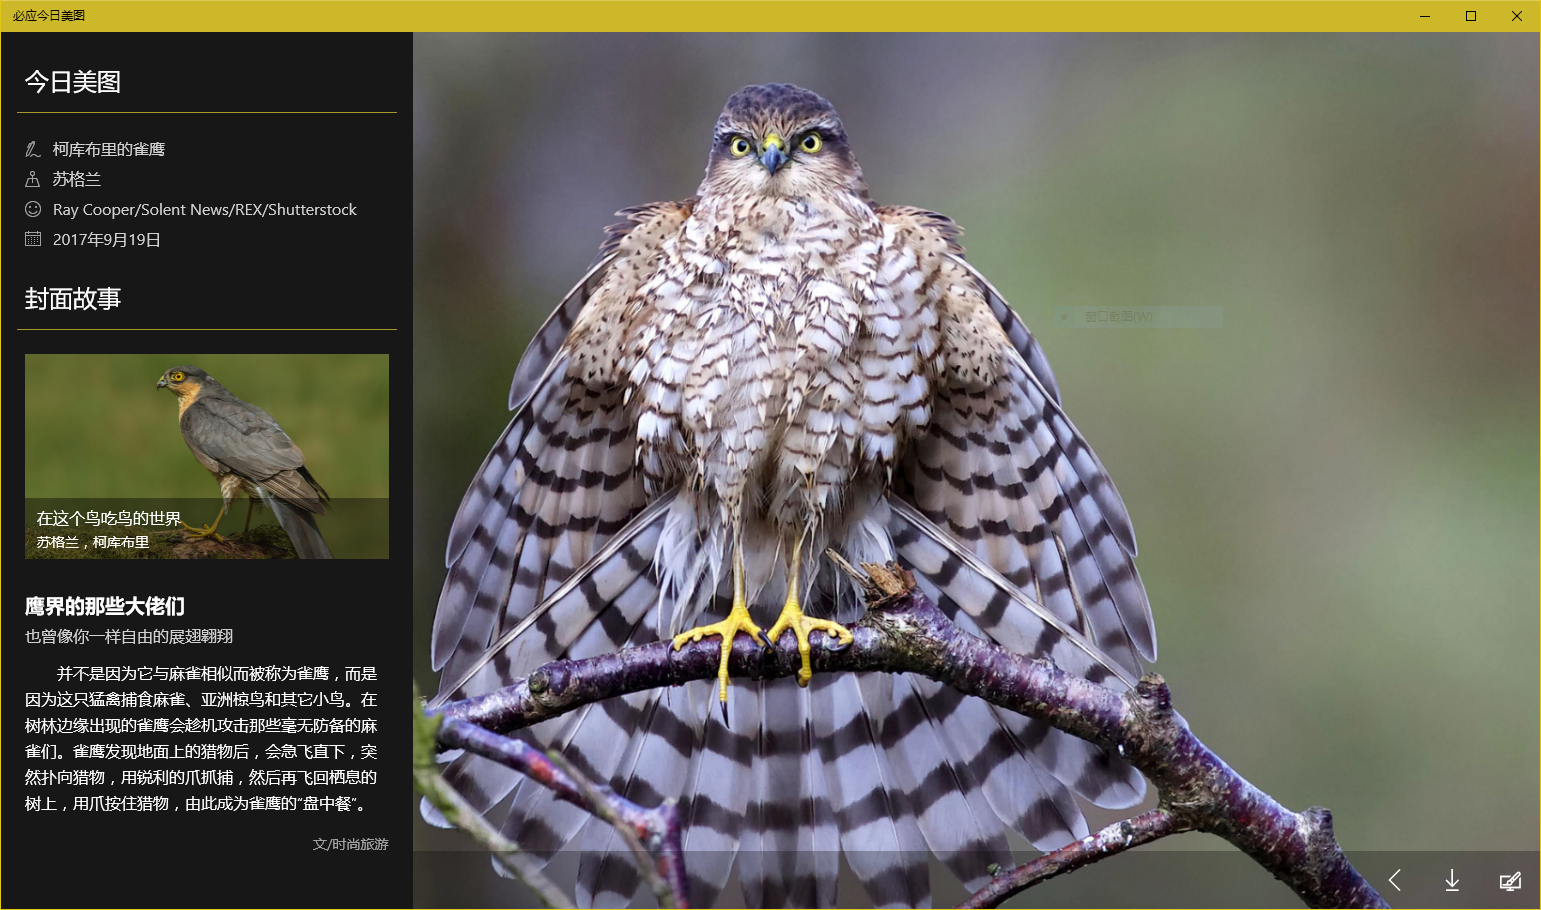 必应今日美图
今日美图
柯库布里的雀鹰
苏格兰
Ray Cooper/Solent News/REX/Shutterstock
2017年9月19日
封面故事
在这个鸟吃鸟的世界
苏格兰，柯库布里
鹰界的那些大佬们
也曾像你一样自由的展翅翱翔
并不是因为它与麻雀相似而被称为雀鹰，而是
因为这只猛禽捕食麻雀、亚洲椋鸟和其它小鸟。在
树林边缘出现的雀鹰会趁机攻击那些毫无防备的麻
雀们。雀鹰发现地面上的猎物后，会急飞直下，突
然扑向猎物，用锐利的爪抓捕，然后再飞回栖息的
树上，用爪按住猎物，由此成为雀鹰的“盘中餐”。
文/时尚旅游
窗口截图(W)